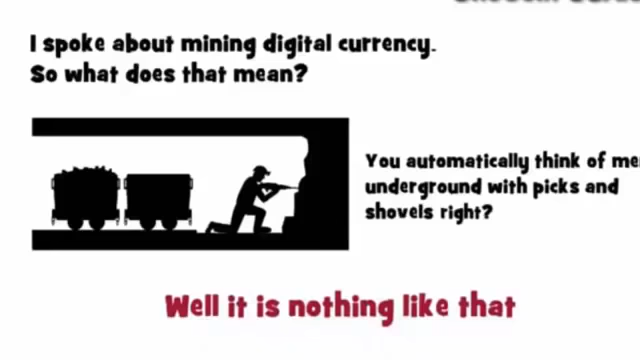 I spoke about mining digital currency.
So what does that mean?
You automatically think of me
underground with picks and
shovels right?
Well it is nothing like that